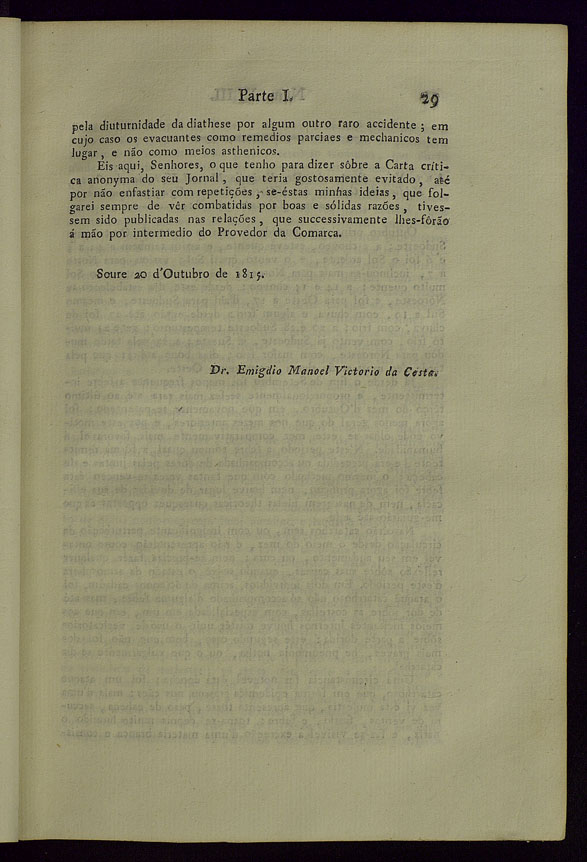 Parte I. 29
pela diuturnidade da diathese por algum outro raro accidente ; em
cujo caso os evacuantes como remedios parciaes e mechanicos tem
lugar , e não como meios asthenicos.
Eis aqui, Senhores, o que tenho para dizer sôbre a Carta críti-
ca anonyma do seu Jornal , que teria gostosamente evitado , até
por não enfastiar com repetições , se-éstas minhas ideias , que fol-
garei sempre de vêr combatidas por boas e sólidas razões , tives-
sem sido publicadas nas relações , que successivamente lhes-fôrão
á mão por intermedio do Provedor da Comarca.
Soure 20 d'Outubro de 1815.
Dr. Emigdio Manoel Victorio da Costa.